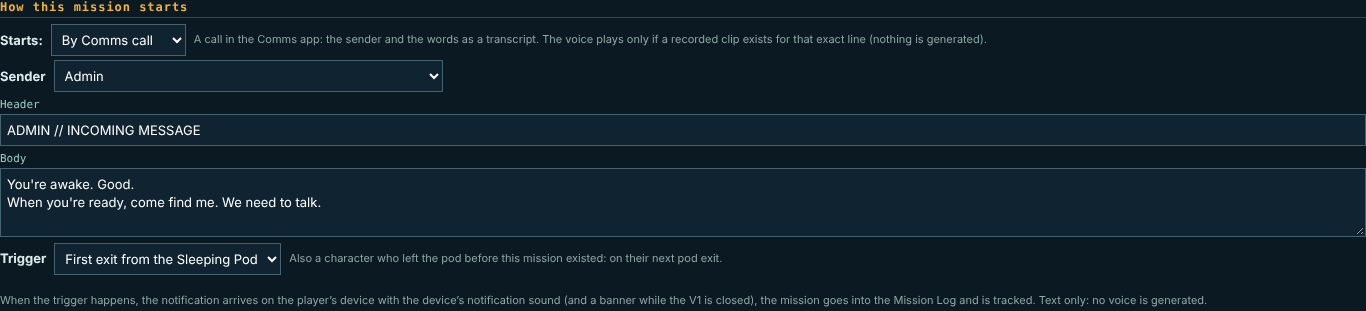 How this mission starts
Starts: By Comms call A call in the Comms app: the sender and the words as a transcript. The voice plays only if a recorded clip exists for that exact line (nothing is generated).
Sender Admin
Header
ADMIN // INCOMING MESSAGE
Body
You're awake. Good.
When you're ready, come find me. We need to talk.
Trigger First exit from the Sleeping Pod Also a character who left the pod before this mission existed: on their next pod exit.
When the trigger happens, the notification arrives on the player’s device with the device’s notification sound (and a banner while the V1 is closed), the mission goes into the Mission Log and is tracked. Text only: no voice is generated.